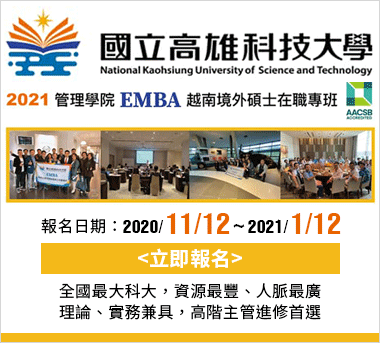 國立高雄科技大學
National Kaohsiung University of Science and Technology
2021 管理學院 EMBA 越南境外碩士在職專班
AACSB
ACCREDITED
EMBA
報名日期：2020/11/12~2021/1/12
<立即報名>
全國最大科大，資源最豐、人脈最廣
理論、實務兼具，高階主管進修首選